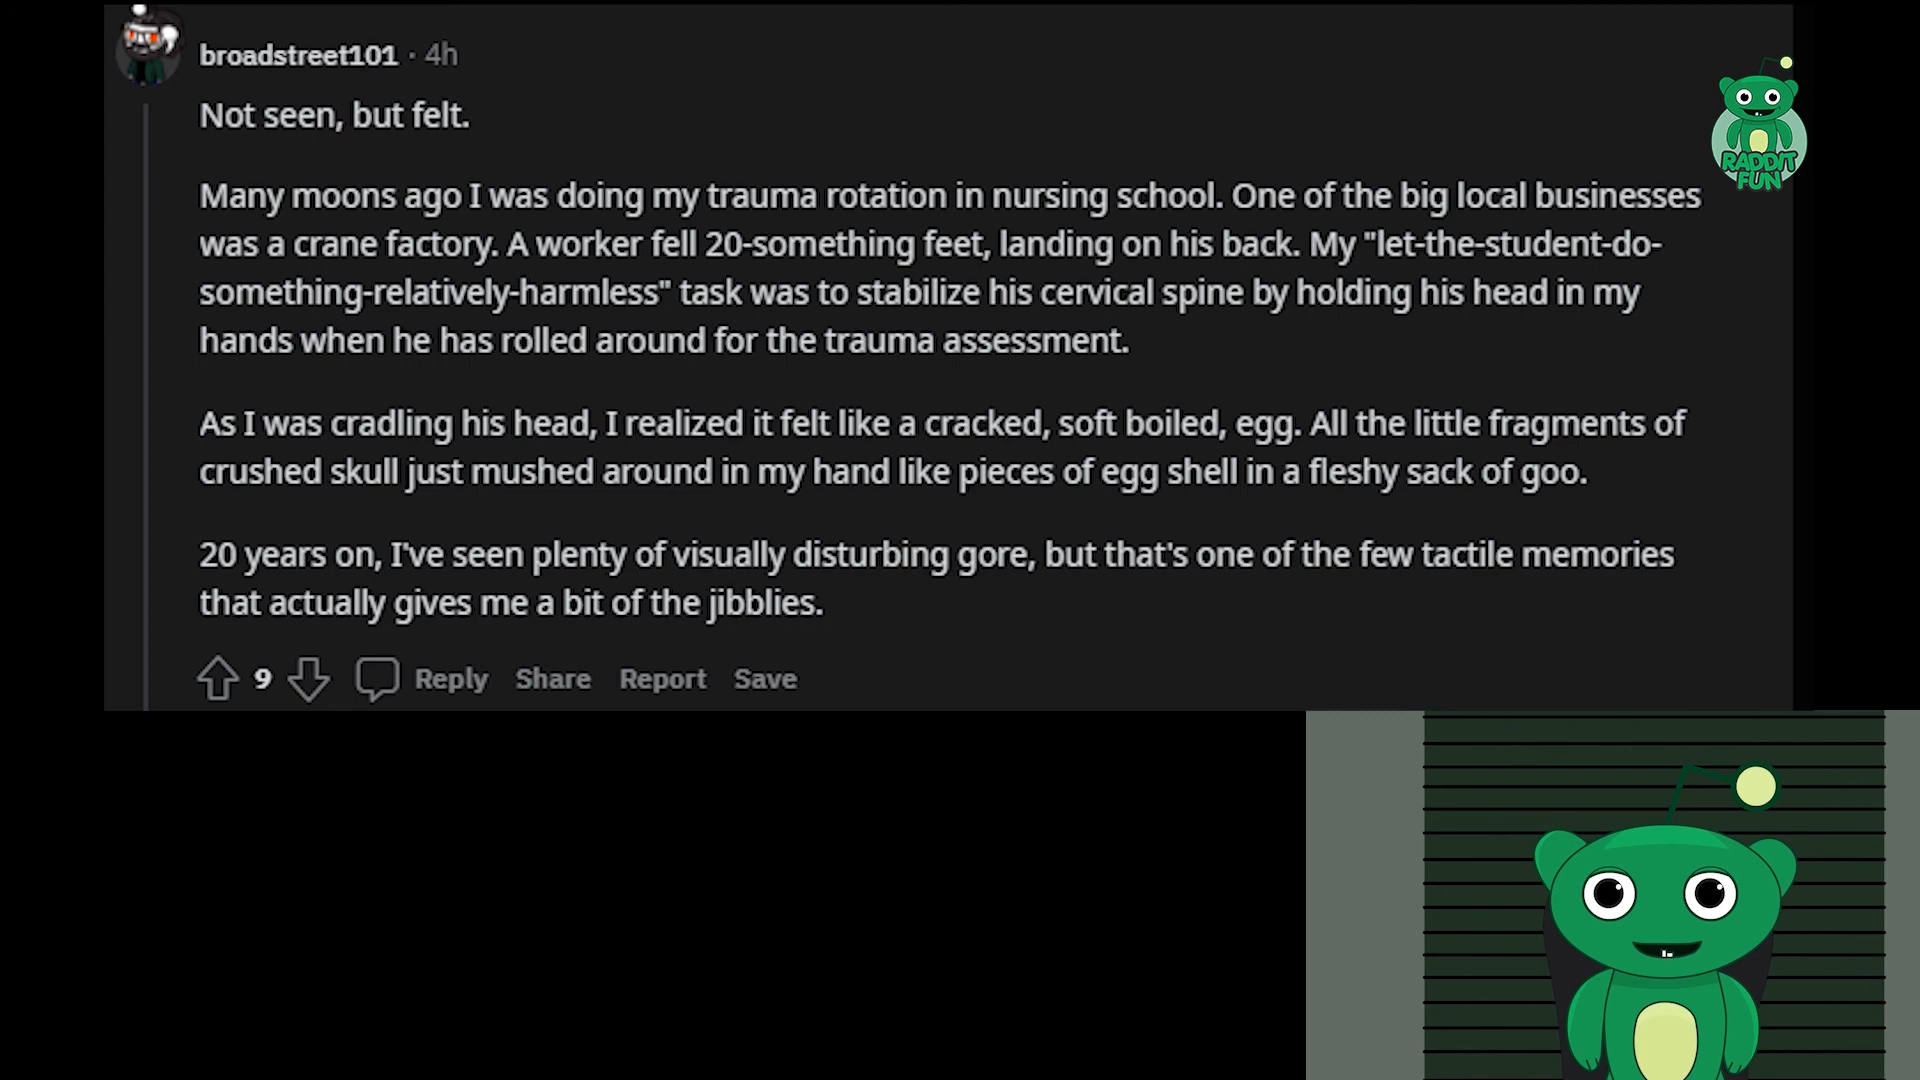 broadstreet101 · 4h
Not seen, but felt.
Many moons ago I was doing my trauma rotation in nursing school. One of the big local businesses
was a crane factory. A worker fell 20-something feet, landing on his back. My "let-the-student-do-
something-relatively-harmless" task was to stabilize his cervical spine by holding his head in my
hands when he has rolled around for the trauma assessment.
As I was cradling his head, I realized it felt like a cracked, soft boiled, egg. All the little fragments of
crushed skull just mushed around in my hand like pieces of egg shell in a fleshy sack of goo.
20 years on, I've seen plenty of visually disturbing gore, but that's one of the few tactile memories
that actually gives me a bit of the jibblies.
9 Reply Share Report Save
RADDIT
FUN